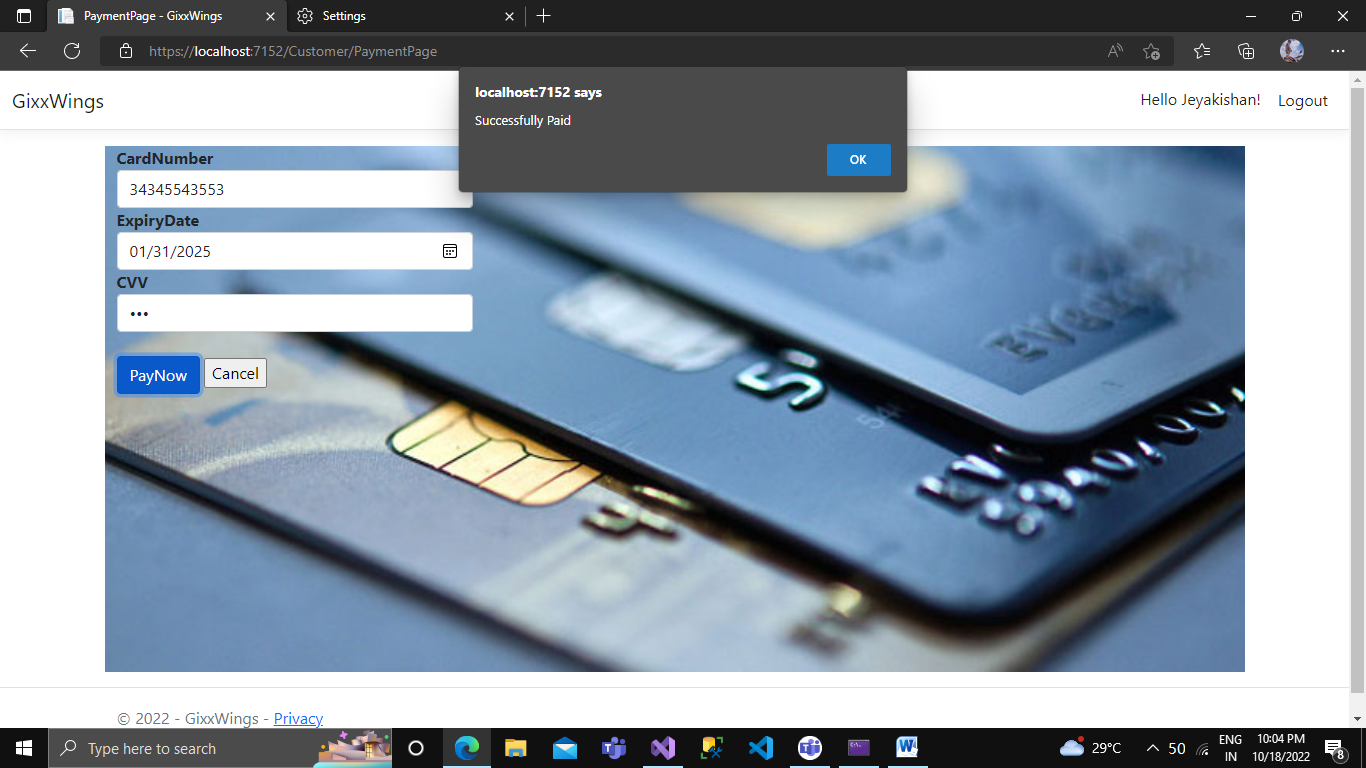 PaymentPage - GixxWings
Settings
https://localhost:7152/Customer/PaymentPage
GixxWings
Hello Jeyakishan!
Logout
localhost:7152 says
Successfully Paid
OK
CardNumber
34345543553
ExpiryDate
01/31/2025
CVV
•••
PayNow
Cancel
© 2022 - GixxWings - Privacy
Type here to search
29°C
50
ENG
IN
10:04 PM
10/18/2022
8